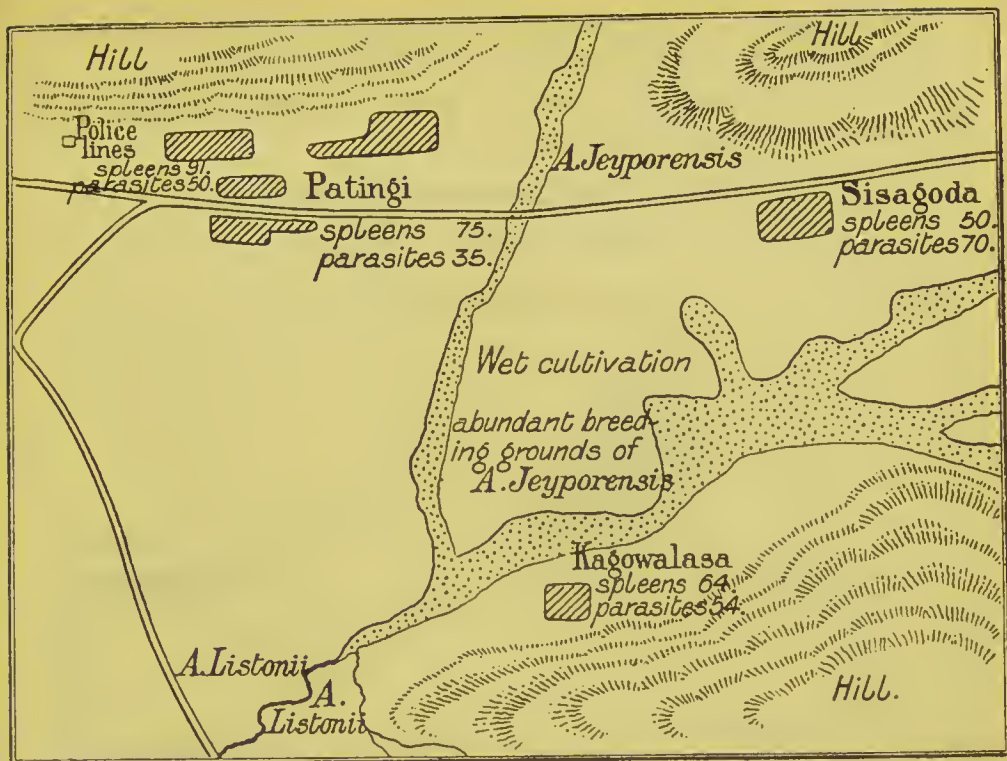 Hill
Hill
Police
lines
spleens 91.
parasites 50.
Patingi
A. Jeyporensis
Sisagoda
spleens 50.
parasites 70.
spleens 75.
parasites 35.
Wet cultivation
abundant breed-
ing grounds of
A. Jeyporensis
Kagowalasa
spleens 64.
parasites 54.
A. Listonii
A.
Listonii
Hill.